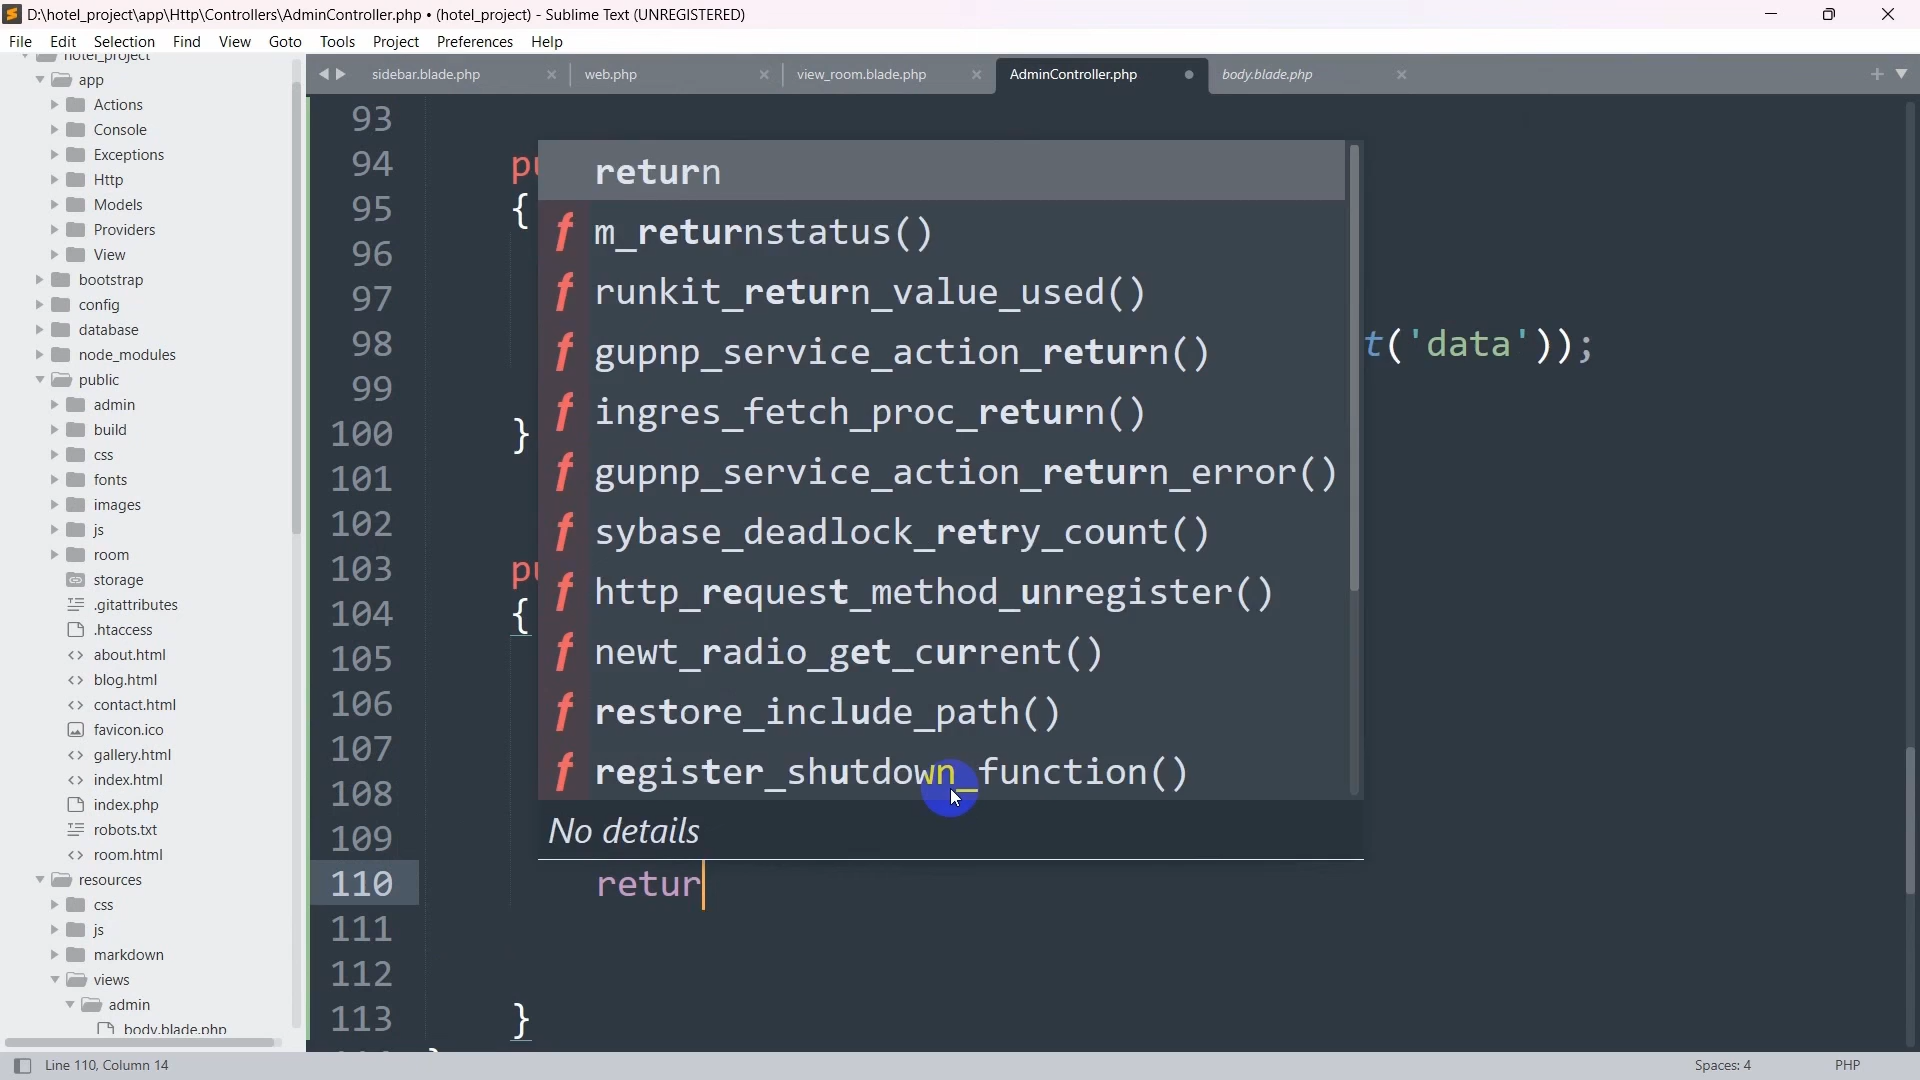 D:\hotel_project\app\Http\Controllers\AdminController.php • (hotel_project) - Sublime Text (UNREGISTERED)
File Edit Selection Find View Goto Tools Project Preferences Help
hotel_project
app
Actions
Console
Exceptions
Http
Models
Providers
View
bootstrap
config
database
node_modules
public
admin
build
css
fonts
images
js
room
storage
.gitattributes
.htaccess
about.html
blog.html
contact.html
favicon.ico
gallery.html
index.html
index.php
robots.txt
room.html
resources
css
js
markdown
views
admin
body.blade.php
sidebar.blade.php web.php view_room.blade.php AdminController.php body.blade.php
93
94 pu
95 {
96
97
98 t('data'));
99
100 }
101
102
103 pu
104 {
105
106
107
108
109
110 retur
111
112
113 }
return
f m_returnstatus()
f runkit_return_value_used()
f gupnp_service_action_return()
f ingres_fetch_proc_return()
f gupnp_service_action_return_error()
f sybase_deadlock_retry_count()
f http_request_method_unregister()
f newt_radio_get_current()
f restore_include_path()
f register_shutdown_function()
No details
Line 110, Column 14 Spaces: 4 PHP